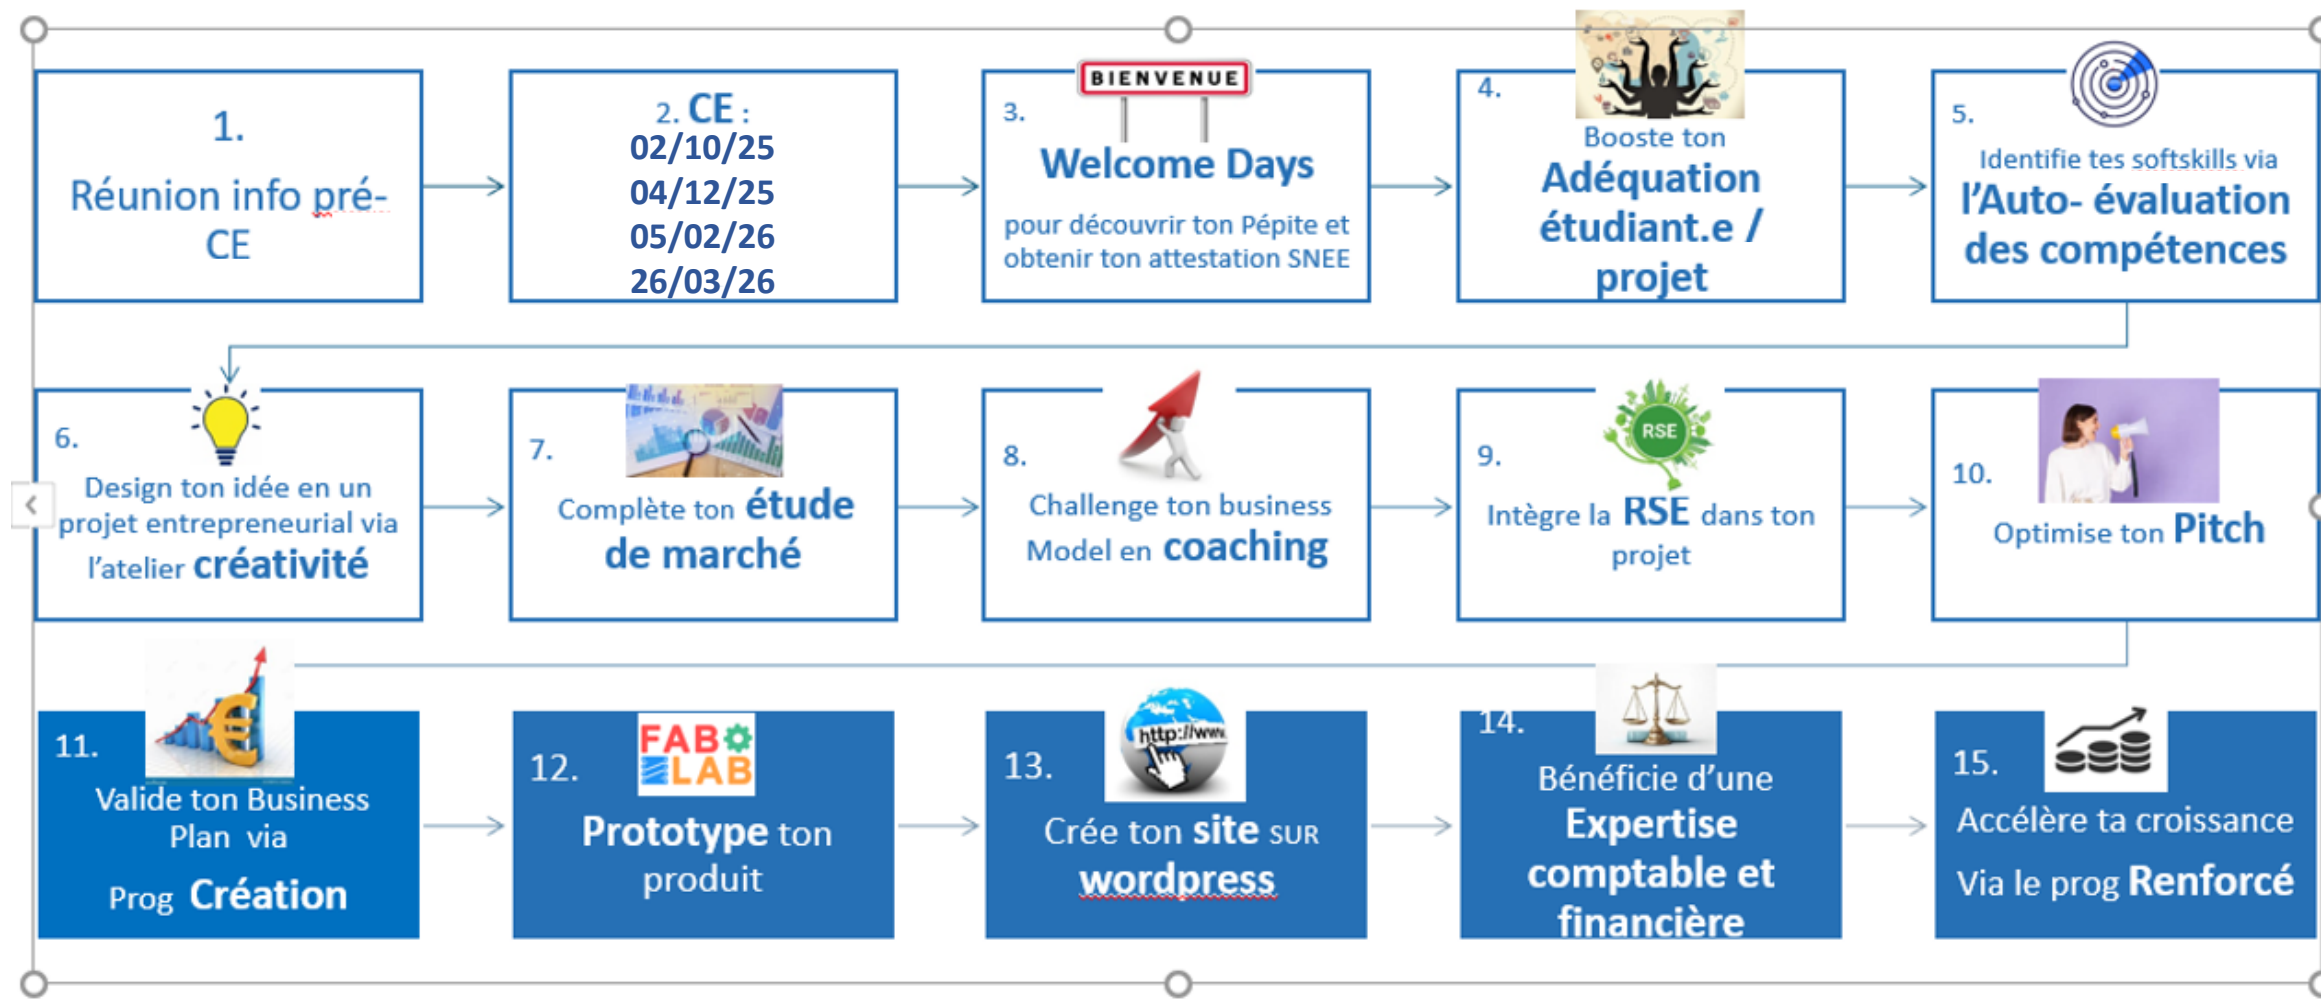 1.
Réunion info pré-
CE
2. CE :
02/10/25
04/12/25
05/02/26
26/03/26
BIENVENUE
3.
Welcome Days
pour découvrir ton Pépite et
obtenir ton attestation SNEE
4.
Booste ton
Adéquation
étudiant.e /
projet
5.
Identifie tes softskills via
l'Auto- évaluation
des compétences
6.
Design ton idée en un
projet entrepreneurial via
l'atelier créativité
7.
Complète ton étude
de marché
8.
Challenge ton business
Model en coaching
9.
RSE
Intègre la RSE dans ton
projet
10.
Optimise ton Pitch
11.
Valide ton Business
Plan via
Prog Création
12.
FAB
LAB
Prototype ton
produit
13.
http://www.
Crée ton site SUR
wordpress
14.
Bénéficie d'une
Expertise
comptable et
financière
15.
Accélère ta croissance
Via le prog Renforcé